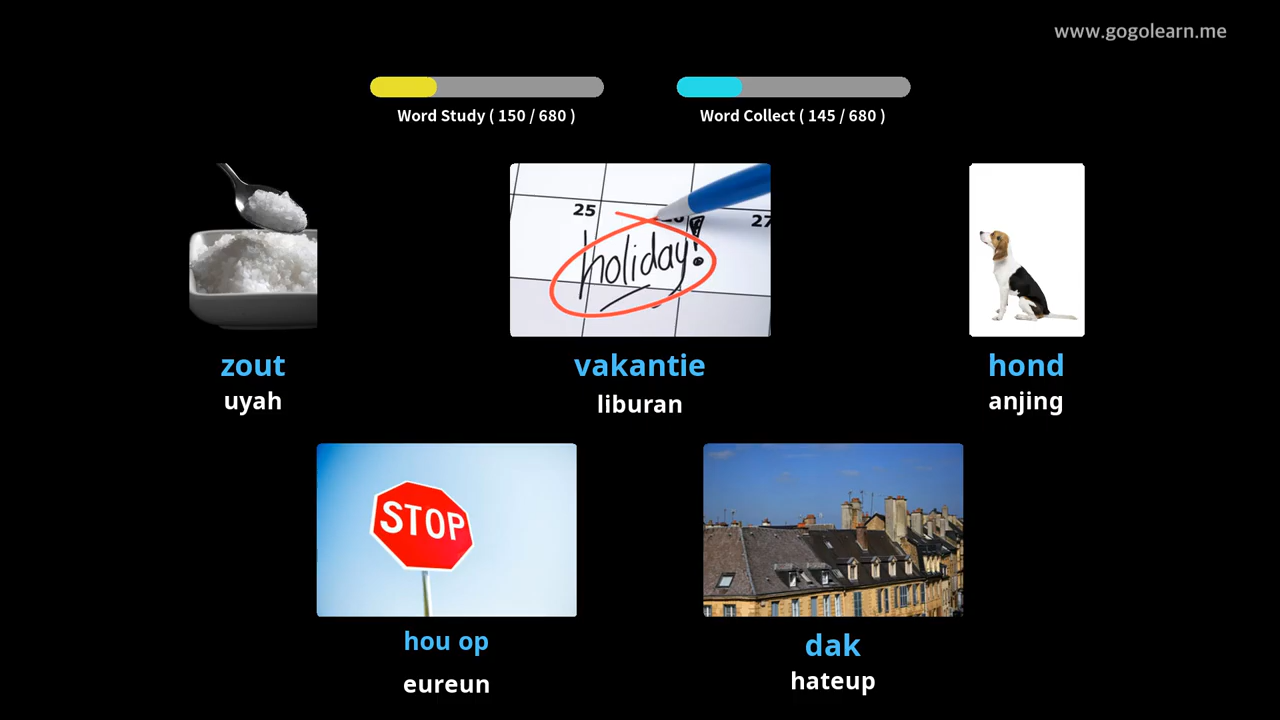 www.gogolearn.me
Word Study ( 150 / 680 )
Word Collect ( 145 / 680 )
25
27
holiday!
zout
uyah
vakantie
liburan
hond
anjing
STOP
hou op
eureun
dak
hateup